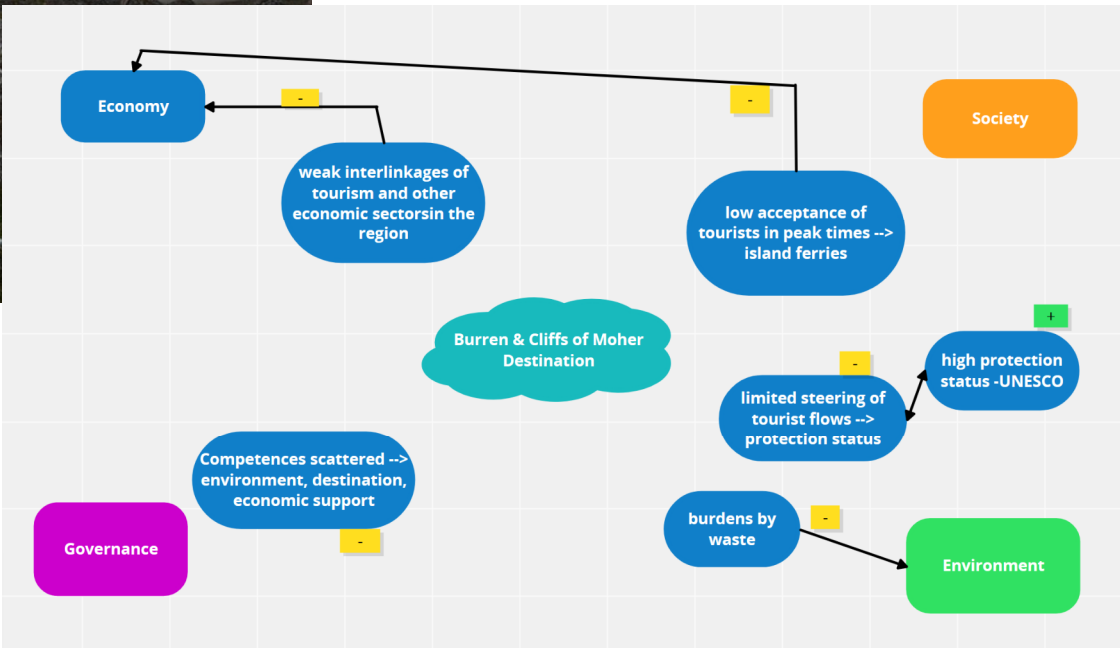 Economy
-
-
Society
weak interlinkages of
tourism and other
economic sectorsin the
region
low acceptance of
tourists in peak times -->
island ferries
Burren & Cliffs of Moher
Destination
+
high protection
status -UNESCO
-
limited steering of
tourist flows -->
protection status
Competences scattered -->
environment, destination,
economic support
-
burdens by
waste
-
Governance
Environment